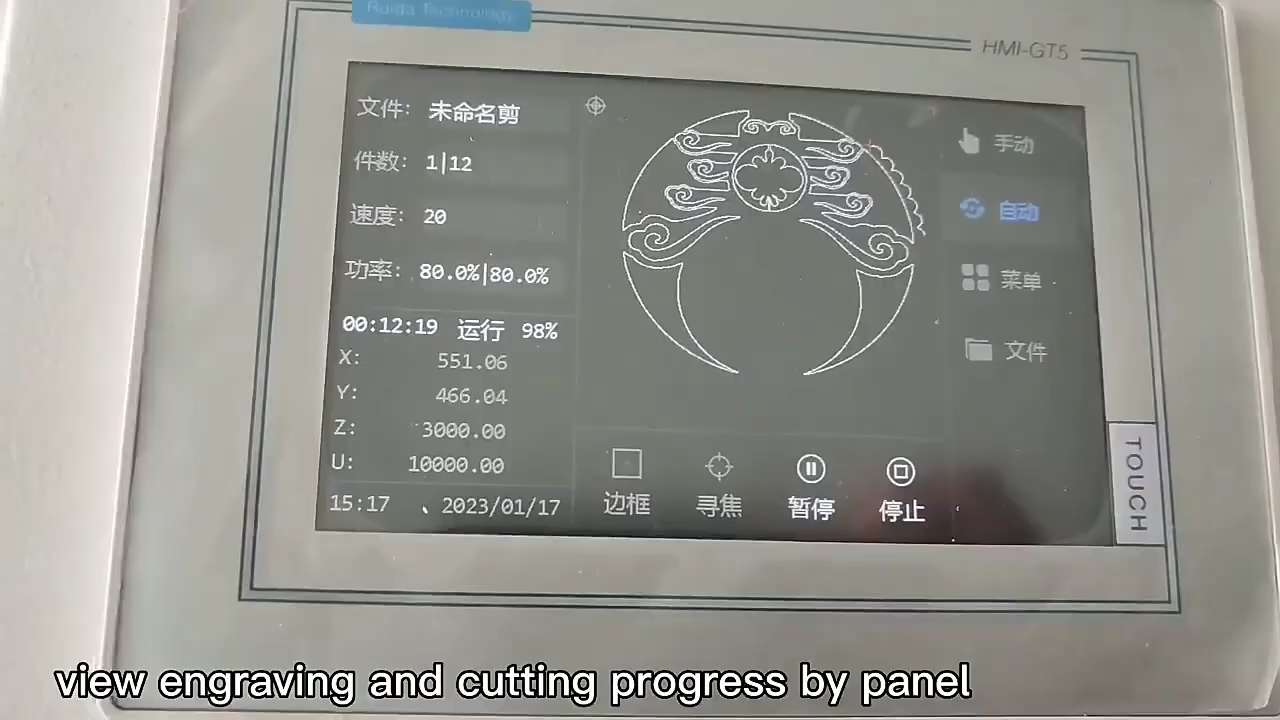 Ruida Technology
HMI-GT5
文件: 未命名剪
件数: 1|12
速度: 20
功率: 80.0%|80.0%
00:12:19 运行 98%
X: 551.06
Y: 466.04
Z: 3000.00
U: 10000.00
15:17 2023/01/17
边框
寻焦
暂停
停止
手动
自动
菜单
文件
TOUCH
view engraving and cutting progress by panel